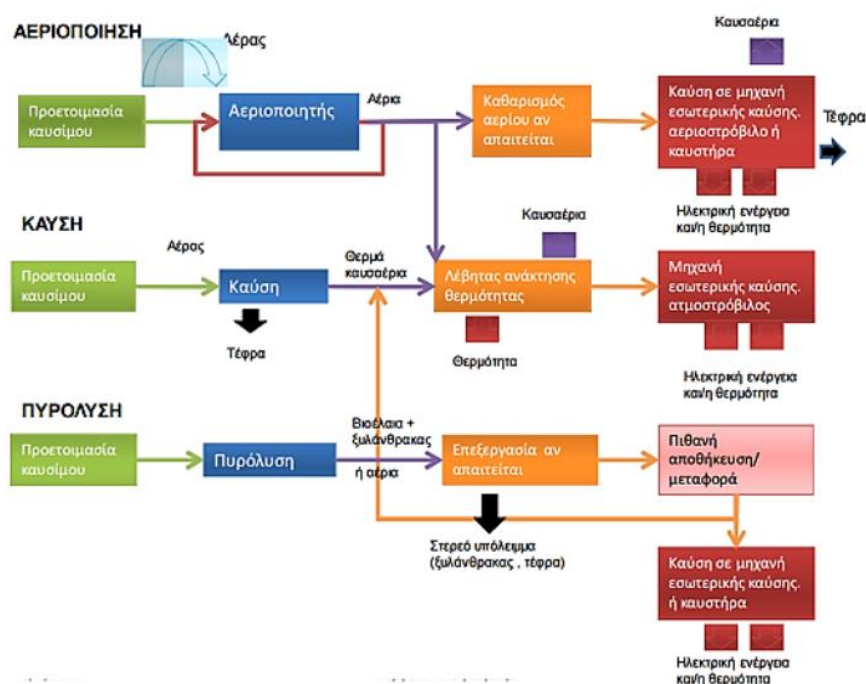 ΑΕΡΙΟΠΟΙΗΣΗ
Αέρας
Καυσαέρια
Προετοιμασία
καυσίμου
Αεριοποιητής
Αέρια
Καθαρισμός
αερίου αν
απαιτείται
Καύση σε μηχανή
εσωτερικής καύσης.
αεριοστρόβιλο ή
καυστήρα
Τέφρα
Ηλεκτρική ενέργεια
και/η θερμότητα
ΚΑΥΣΗ
Αέρας
Προετοιμασία
καυσίμου
Καύση
Τέφρα
Θερμά
καυσαέρια
Καυσαέρια
Λέβητας ανάκτησης
θερμότητας
Θερμότητα
Μηχανή
εσωτερικής καύσης.
ατμοστρόβιλος
Ηλεκτρική ενέργεια
και/η θερμότητα
ΠΥΡΟΛΥΣΗ
Προετοιμασία
καυσίμου
Πυρόλυση
Βιοέλαια +
ξυλάνθρακας
ή αέρια
Επεξεργασία αν
απαιτείται
Στερεό υπόλειμμα
(ξυλάνθρακας , τέφρα)
Πιθανή
αποθήκευση/
μεταφορά
Καύση σε μηχανή
εσωτερικής καύσης.
ή καυστήρα
Ηλεκτρική ενέργεια
και/η θερμότητα